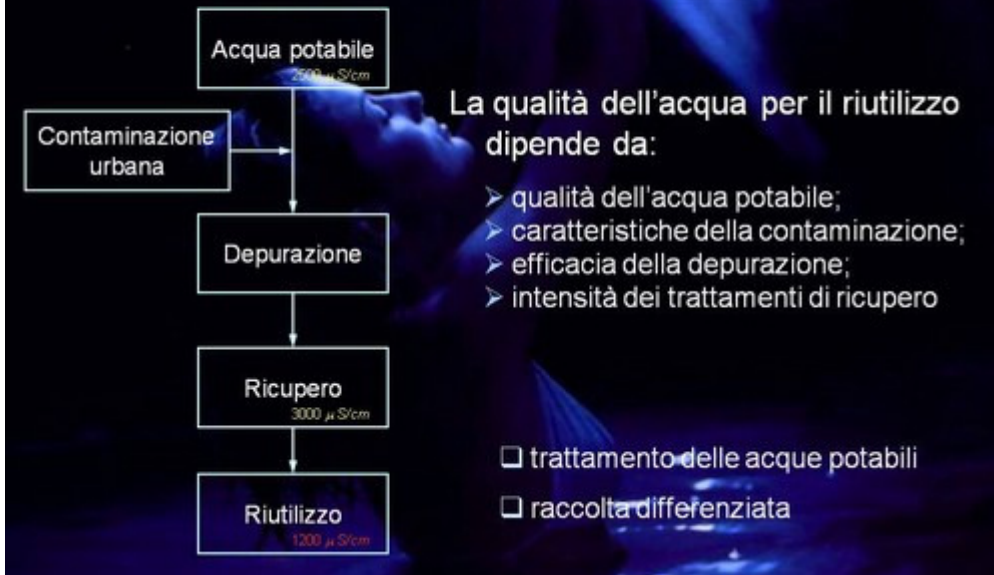 Acqua potabile
2500 μS/cm
Contaminazione
urbana
Depurazione
Ricupero
3000 μS/cm
Riutilizzo
1200 μS/cm
La qualità dell'acqua per il riutilizzo
dipende da:
➢ qualità dell'acqua potabile;
➢ caratteristiche della contaminazione;
➢ efficacia della depurazione;
➢ intensità dei trattamenti di ricupero
❑ trattamento delle acque potabili
❑ raccolta differenziata